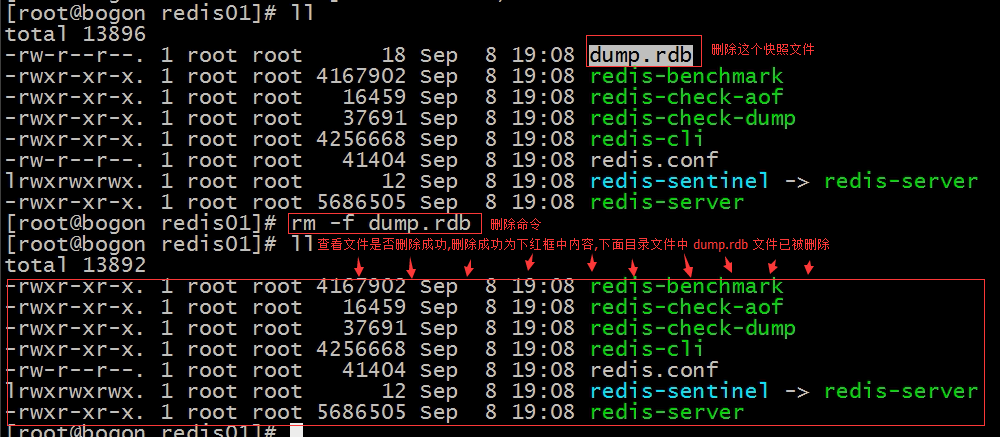 [root@bogon redis01]# ll
total 13896
-rw-r--r--. 1 root root 18 Sep 8 19:08 dump.rdb 删除这个快照文件
-rwxr-xr-x. 1 root root 4167902 Sep 8 19:08 redis-benchmark
-rwxr-xr-x. 1 root root 16459 Sep 8 19:08 redis-check-aof
-rwxr-xr-x. 1 root root 37691 Sep 8 19:08 redis-check-dump
-rwxr-xr-x. 1 root root 4256668 Sep 8 19:08 redis-cli
-rw-r--r--. 1 root root 41404 Sep 8 19:08 redis.conf
lrwxrwxrwx. 1 root root 12 Sep 8 19:08 redis-sentinel -> redis-server
-rwxr-xr-x. 1 root root 5686505 Sep 8 19:08 redis-server
[root@bogon redis01]# rm -f dump.rdb 删除命令
[root@bogon redis01]# ll查看文件是否删除成功,删除成功为下红框中内容,下面目录文件中 dump.rdb 文件已被删除
total 13892
-rwxr-xr-x. 1 root root 4167902 Sep 8 19:08 redis-benchmark
-rwxr-xr-x. 1 root root 16459 Sep 8 19:08 redis-check-aof
-rwxr-xr-x. 1 root root 37691 Sep 8 19:08 redis-check-dump
-rwxr-xr-x. 1 root root 4256668 Sep 8 19:08 redis-cli
-rw-r--r--. 1 root root 41404 Sep 8 19:08 redis.conf
lrwxrwxrwx. 1 root root 12 Sep 8 19:08 redis-sentinel -> redis-server
-rwxr-xr-x. 1 root root 5686505 Sep 8 19:08 redis-server
[root@bogon redis01]#